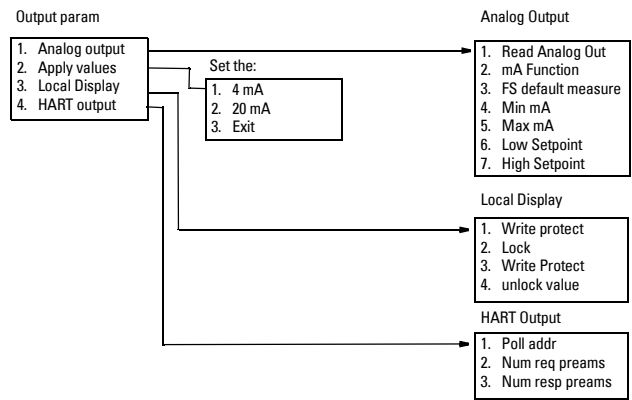 Output param
1. Analog output
2. Apply values
3. Local Display
4. HART output
Set the:
1. 4 mA
2. 20 mA
3. Exit
Analog Output
1. Read Analog Out
2. mA Function
3. FS default measure
4. Min mA
5. Max mA
6. Low Setpoint
7. High Setpoint
Local Display
1. Write protect
2. Lock
3. Write Protect
4. unlock value
HART Output
1. Poll addr
2. Num req preams
3. Num resp preams